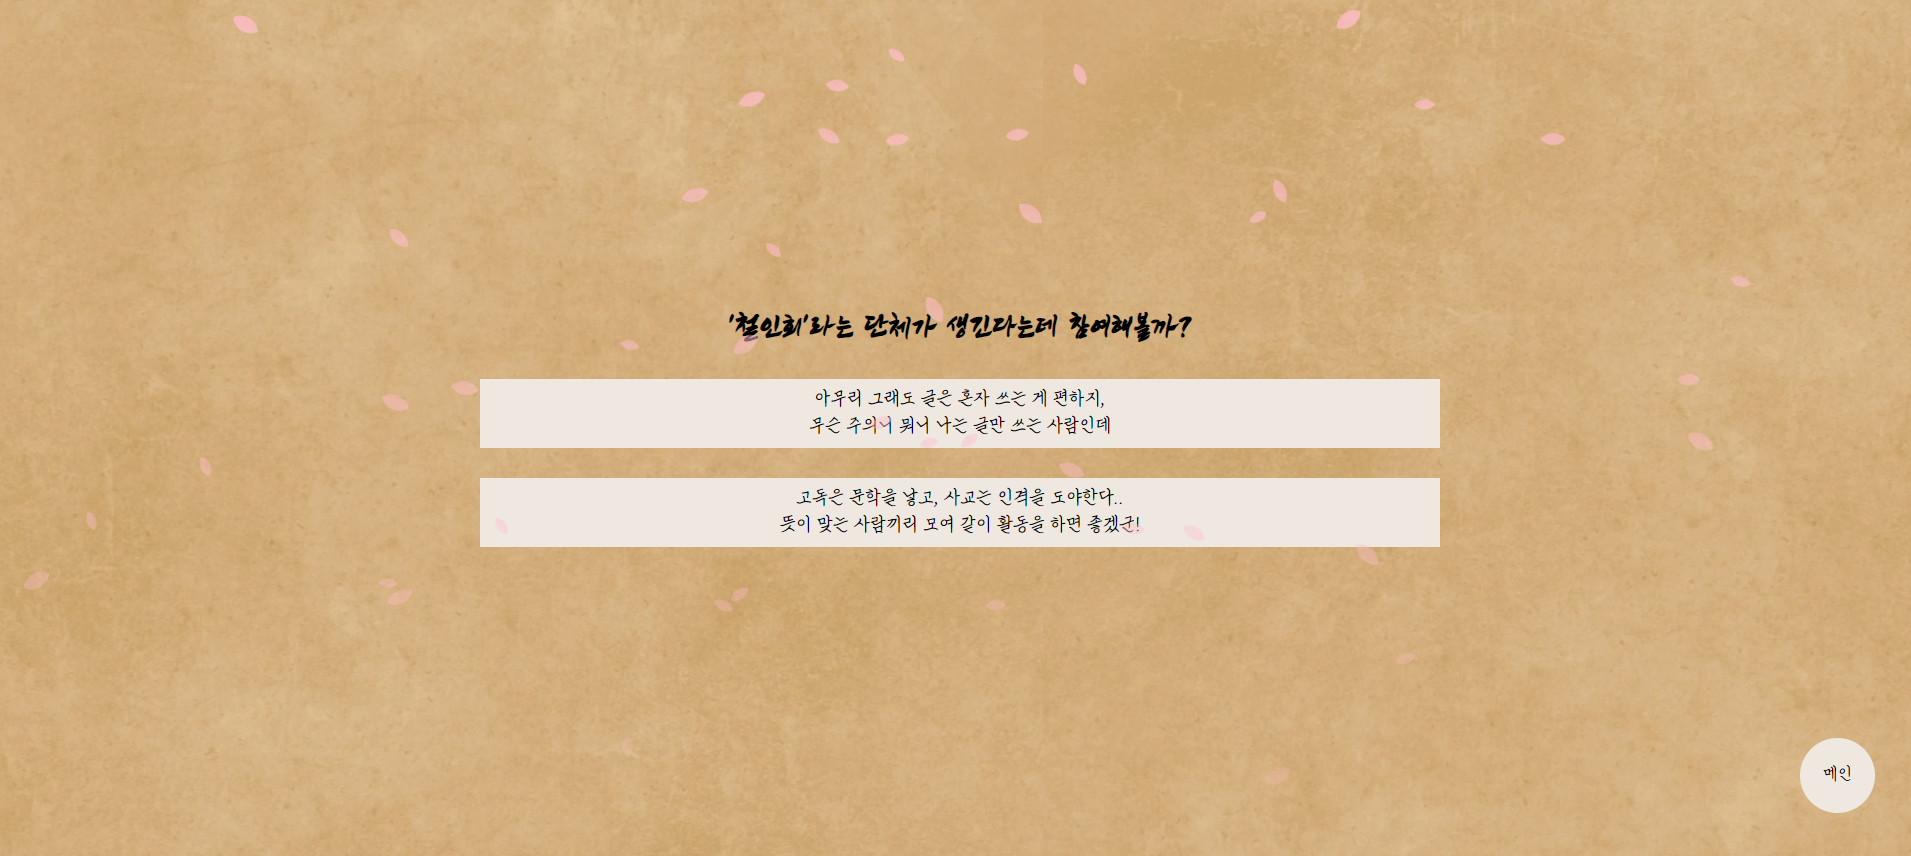 '철인회'라는 단체가 생긴다는데 참여해볼까?
아무리 그래도 글은 혼자 쓰는 게 편하지,
무슨 주의니 뭐니 나는 글만 쓰는 사람인데
고독은 문학을 낳고, 사교는 인격을 도야한다..
뜻이 맞는 사람끼리 모여 같이 활동을 하면 좋겠군!
메인